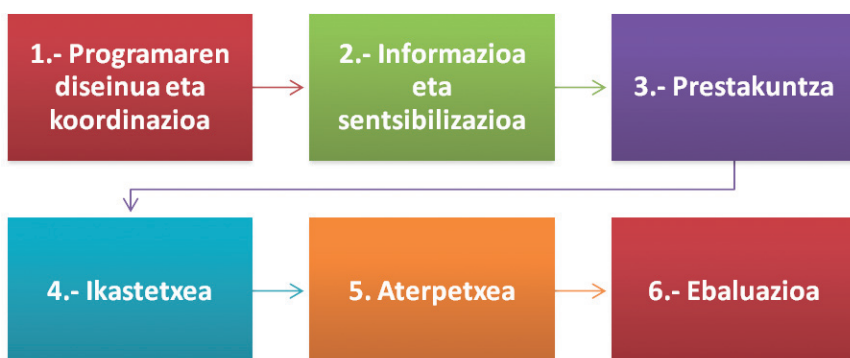 1.- Programaren
diseinua eta
koordinazioa
2.- Informazioa
eta
sentsibilizazioa
3.- Prestakuntza
4.- Ikastetxea
5. Aterpetxea
6.- Ebaluazioa